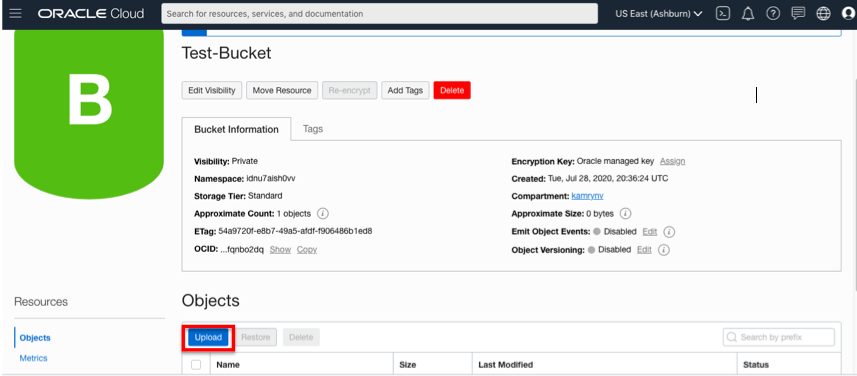 ORACLE Cloud Search for resources, services, and documentation US East (Ashburn)
B
Test-Bucket
Edit Visibility Move Resource Re-encrypt Add Tags Delete
Bucket Information Tags
Visibility: Private Encryption Key: Oracle managed key Assign
Namespace: idnu7aish0vv Created: Tue, Jul 28, 2020, 20:36:24 UTC
Storage Tier: Standard Compartment: kamrynv
Approximate Count: 1 objects i Approximate Size: 0 bytes i
ETag: 54a9720f-e8b7-49a5-afdf-f906486b1ed8 Emit Object Events: Disabled Edit i
OCID: ...fqnbo2dq Show Copy Object Versioning: Disabled Edit i
Resources Objects
Objects Upload Restore Delete Search by prefix
Metrics Name Size Last Modified Status